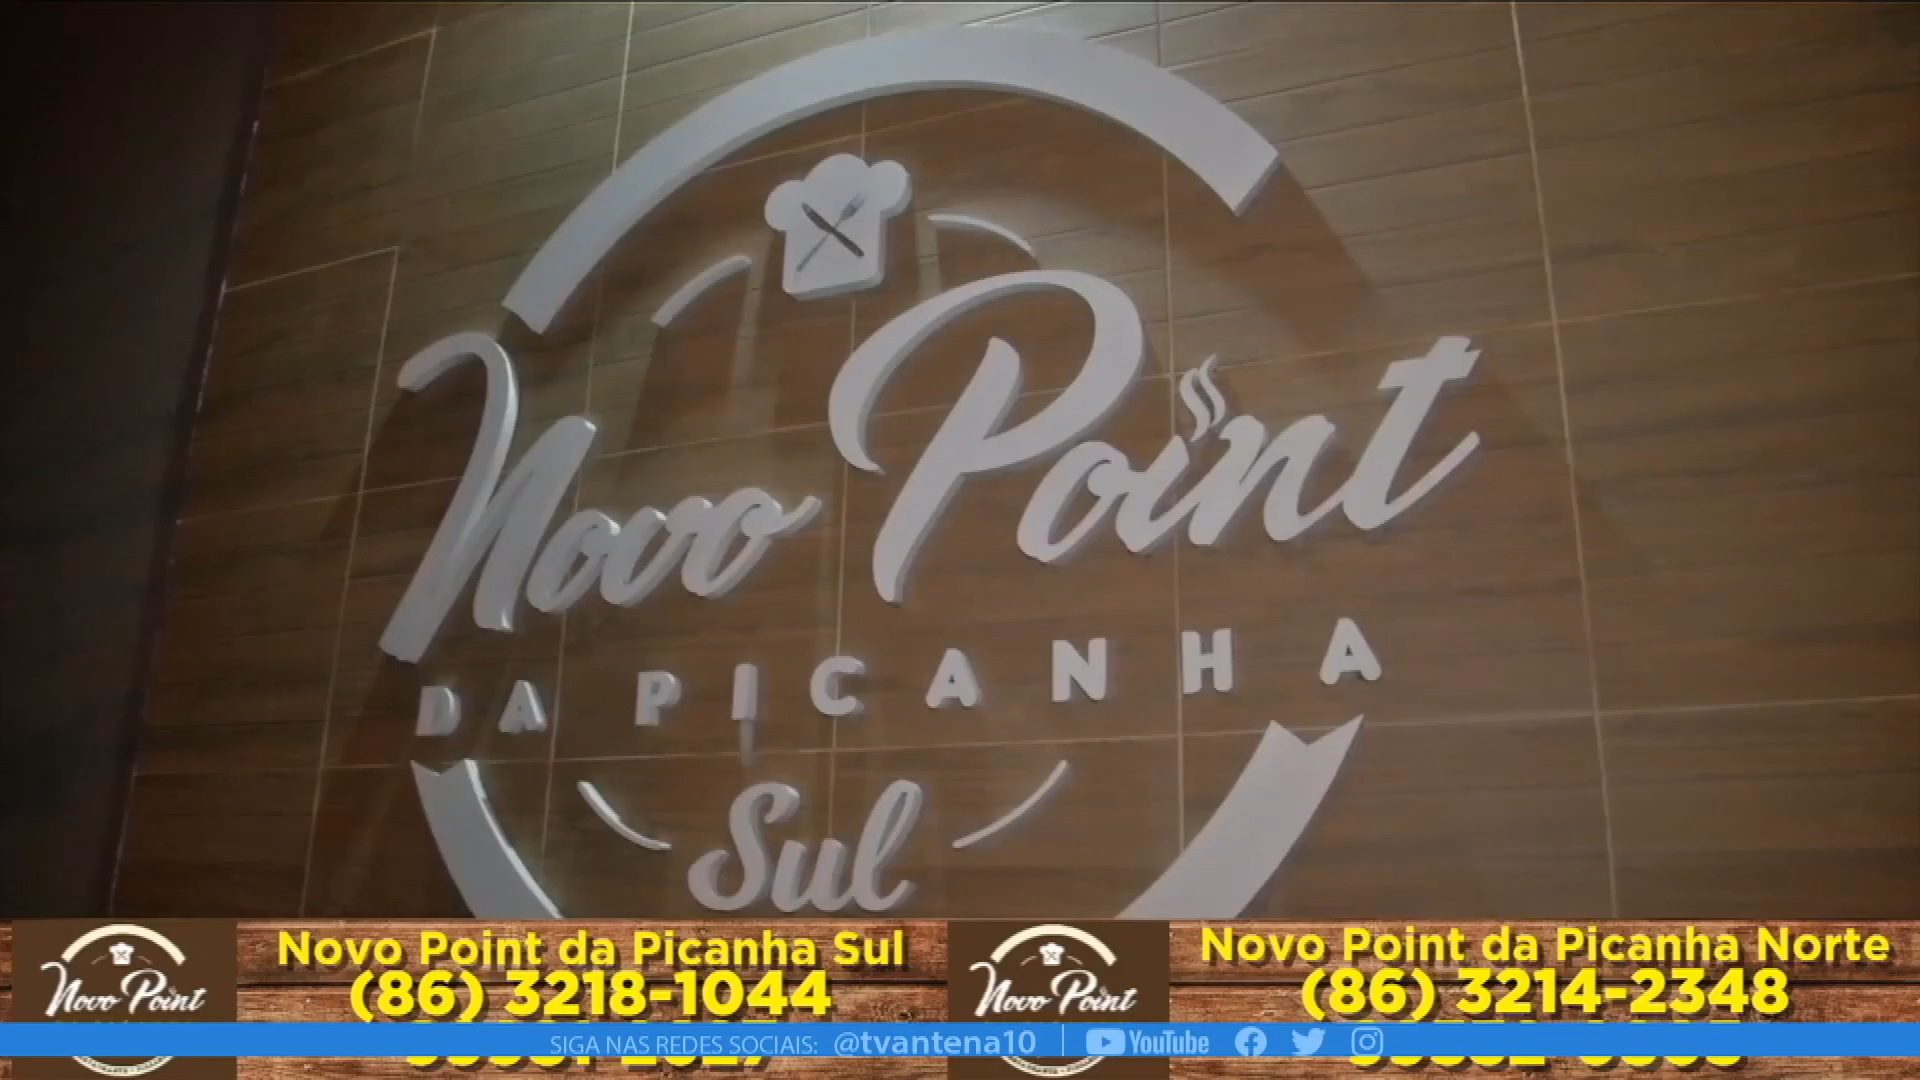 Novo Point
DA PICANHA
Sul
Novo Point
Novo Point da Picanha Sul
(86) 3218-1044
Novo Point
Novo Point da Picanha Norte
(86) 3214-2348
SIGA NAS REDES SOCIAIS: @tvantena10 YouTube